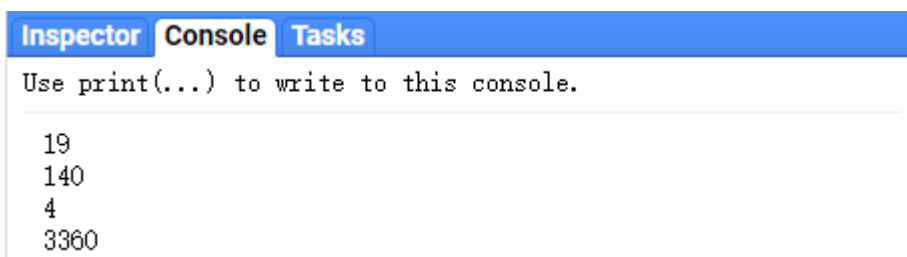 Inspector Console Tasks
Use print(...) to write to this console.
19
140
4
3360